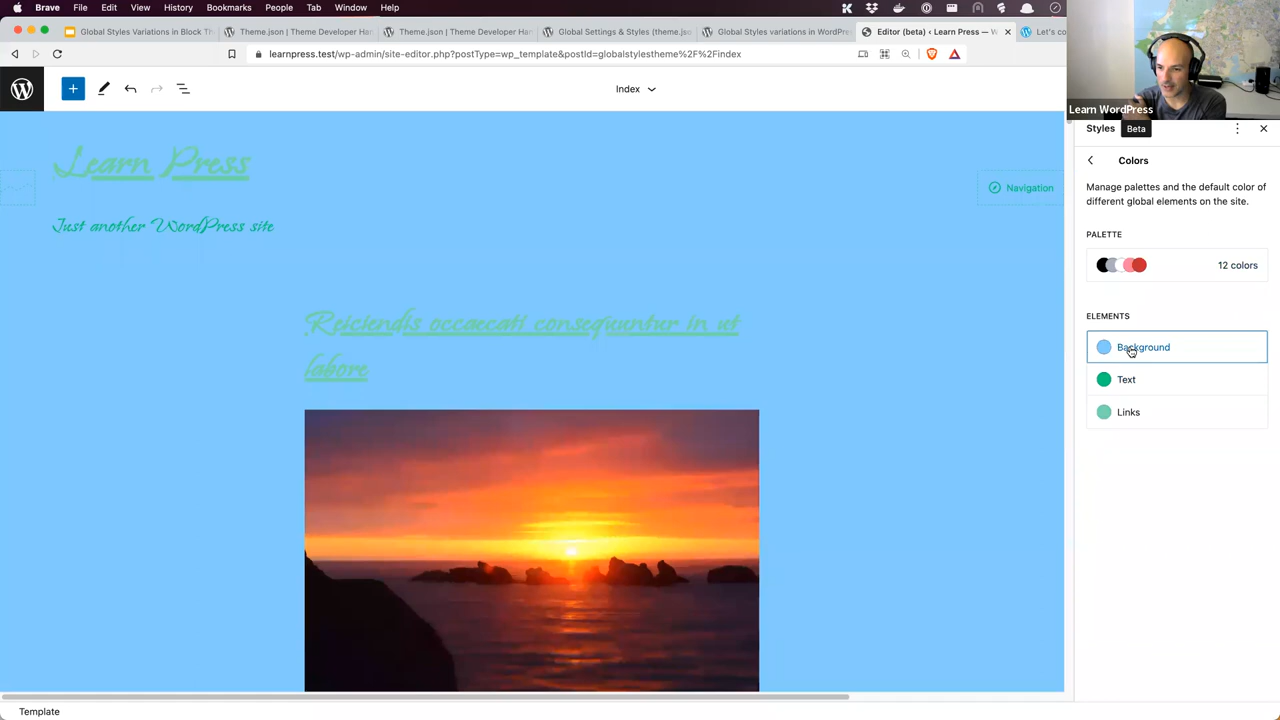 Brave File Edit View History Bookmarks People Tab Window Help
Global Styles Variations in Block Th
Theme.json | Theme Developer Han
Theme.json | Theme Developer Han
Global Settings & Styles (theme.jso
Global Styles variations in WordPres
Editor (beta) ‹ Learn Press — W
Let's co
learnpress.test/wp-admin/site-editor.php?postType=wp_template&postId=globalstylestheme%2F%2Findex
Index
Learn WordPress
Styles Beta
Colors
Manage palettes and the default color of
different global elements on the site.
PALETTE
12 colors
ELEMENTS
Background
Text
Links
Learn Press
Navigation
Just another WordPress site
Reiciendis occaecati consequuntur in ut
labore
Template